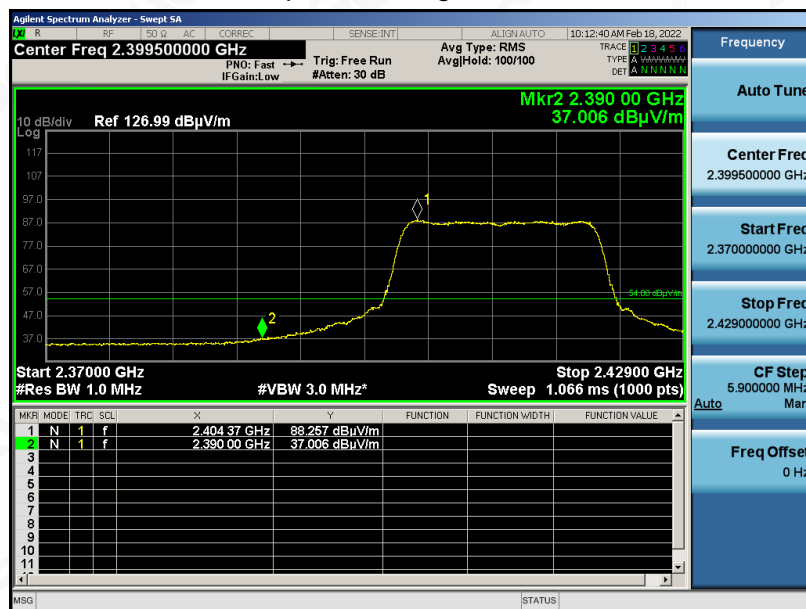 Agilent Spectrum Analyzer - Swept SA
LXI R RF 50 Ω AC CORREC SENSE:INT ALIGN AUTO 10:12:40 AM Feb 18, 2022
Center Freq 2.399500000 GHz
PNO: Fast
IFGain:Low
Trig: Free Run
#Atten: 30 dB
Avg Type: RMS
Avg|Hold: 100/100
TRACE 1 2 3 4 5 6
TYPE A
DET A N N N N N
Mkr2 2.390 00 GHz
37.006 dBµV/m
10 dB/div Ref 126.99 dBµV/m
Log
117
107
97.0
87.0
77.0
67.0
57.0
47.0
37.0
1
2
54.00 dBµV/m
Start 2.37000 GHz Stop 2.42900 GHz
#Res BW 1.0 MHz #VBW 3.0 MHz* Sweep 1.066 ms (1000 pts)
MKR MODE TRC SCL X Y FUNCTION FUNCTION WIDTH FUNCTION VALUE
1 N 1 f 2.404 37 GHz 88.257 dBµV/m
2 N 1 f 2.390 00 GHz 37.006 dBµV/m
3
4
5
6
7
8
9
10
11
MSG STATUS
Frequency
Auto Tune
Center Freq
2.399500000 GHz
Start Freq
2.370000000 GHz
Stop Freq
2.429000000 GHz
CF Step
5.900000 MHz
Auto Man
Freq Offset
0 Hz